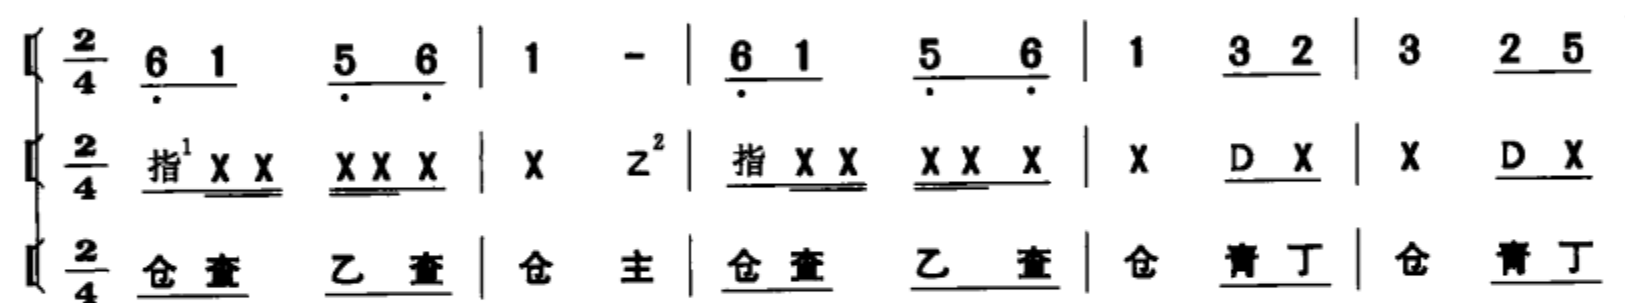 2/4 6 1 5 6 | 1 - | 6 1 5 6 | 1 3 2 | 3 2 5
2/4 指¹ X X X X X | X Z² | 指 X X X X X | X D X | X D X
2/4 仓 查 乙 查 | 仓 主 | 仓 查 乙 查 | 仓 青 丁 | 仓 青 丁